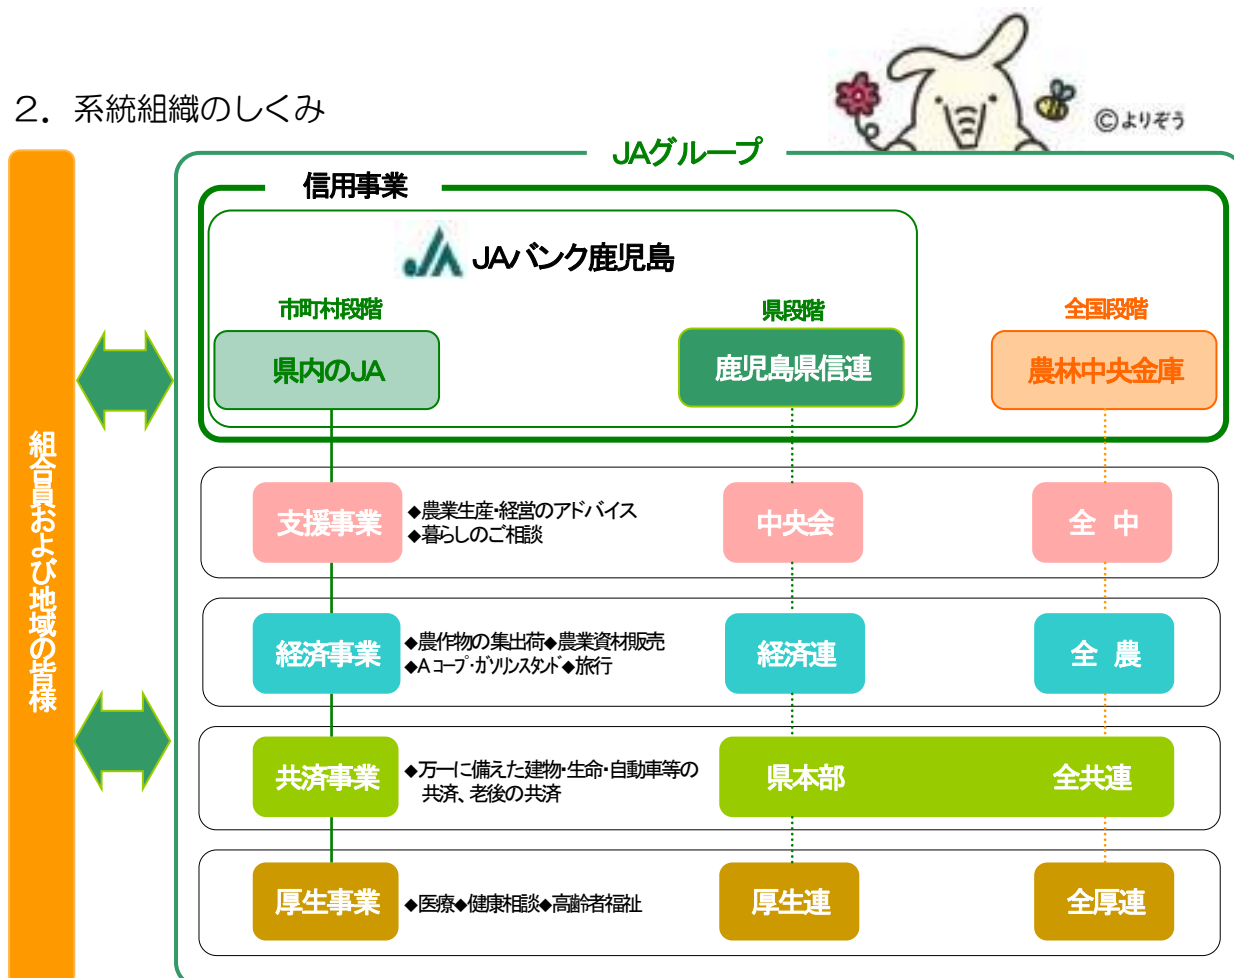 2．系統組織のしくみ
©よりぞう
JAグループ
信用事業
JAバンク鹿児島
市町村段階
県段階
全国段階
県内のJA
鹿児島県信連
農林中央金庫
組合員および地域の皆様
支援事業
◆農業生産・経営のアドバイス
◆暮らしのご相談
中央会
全 中
経済事業
◆農作物の集出荷◆農業資材販売
◆Aコープ・ガソリンスタンド◆旅行
経済連
全 農
共済事業
◆万一に備えた建物・生命・自動車等の
共済、老後の共済
県本部
全共連
厚生事業
◆医療◆健康相談◆高齢者福祉
厚生連
全厚連